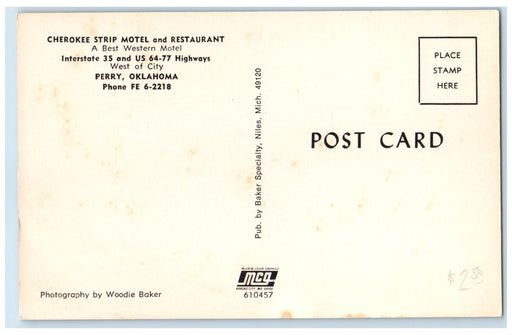 CHEROKEE STRIP MOTEL and RESTAURANT
A Best Western Motel
Interstate 35 and US 64-77 Highways
West of City
PERRY, OKLAHOMA
Phone FE 6-2218
PLACE
STAMP
HERE
POST CARD
Pub. by Baker Specialty, Niles, Mich. 49120
mcg
610457
Photography by Woodie Baker
$2.50